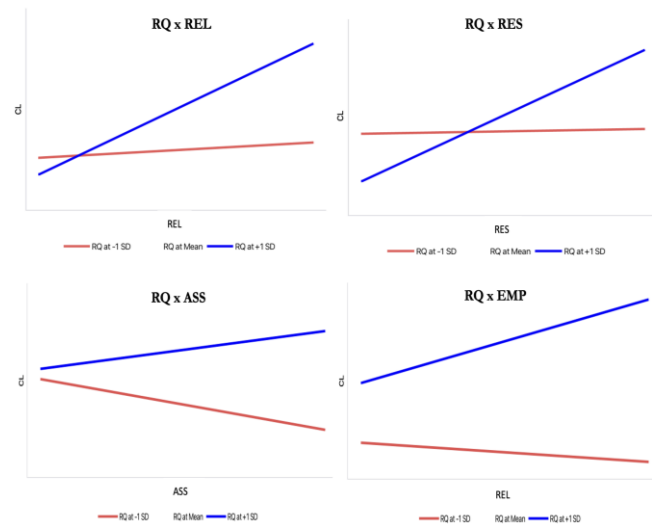 RQ x REL
CL
REL
RQ at -1 SD RQ at Mean RQ at +1 SD
RQ x RES
CL
RES
RQ at -1 SD RQ at Mean RQ at +1 SD
RQ x ASS
CL
ASS
RQ at -1 SD RQ at Mean RQ at +1 SD
RQ x EMP
CL
REL
RQ at -1 SD RQ at Mean RQ at +1 SD